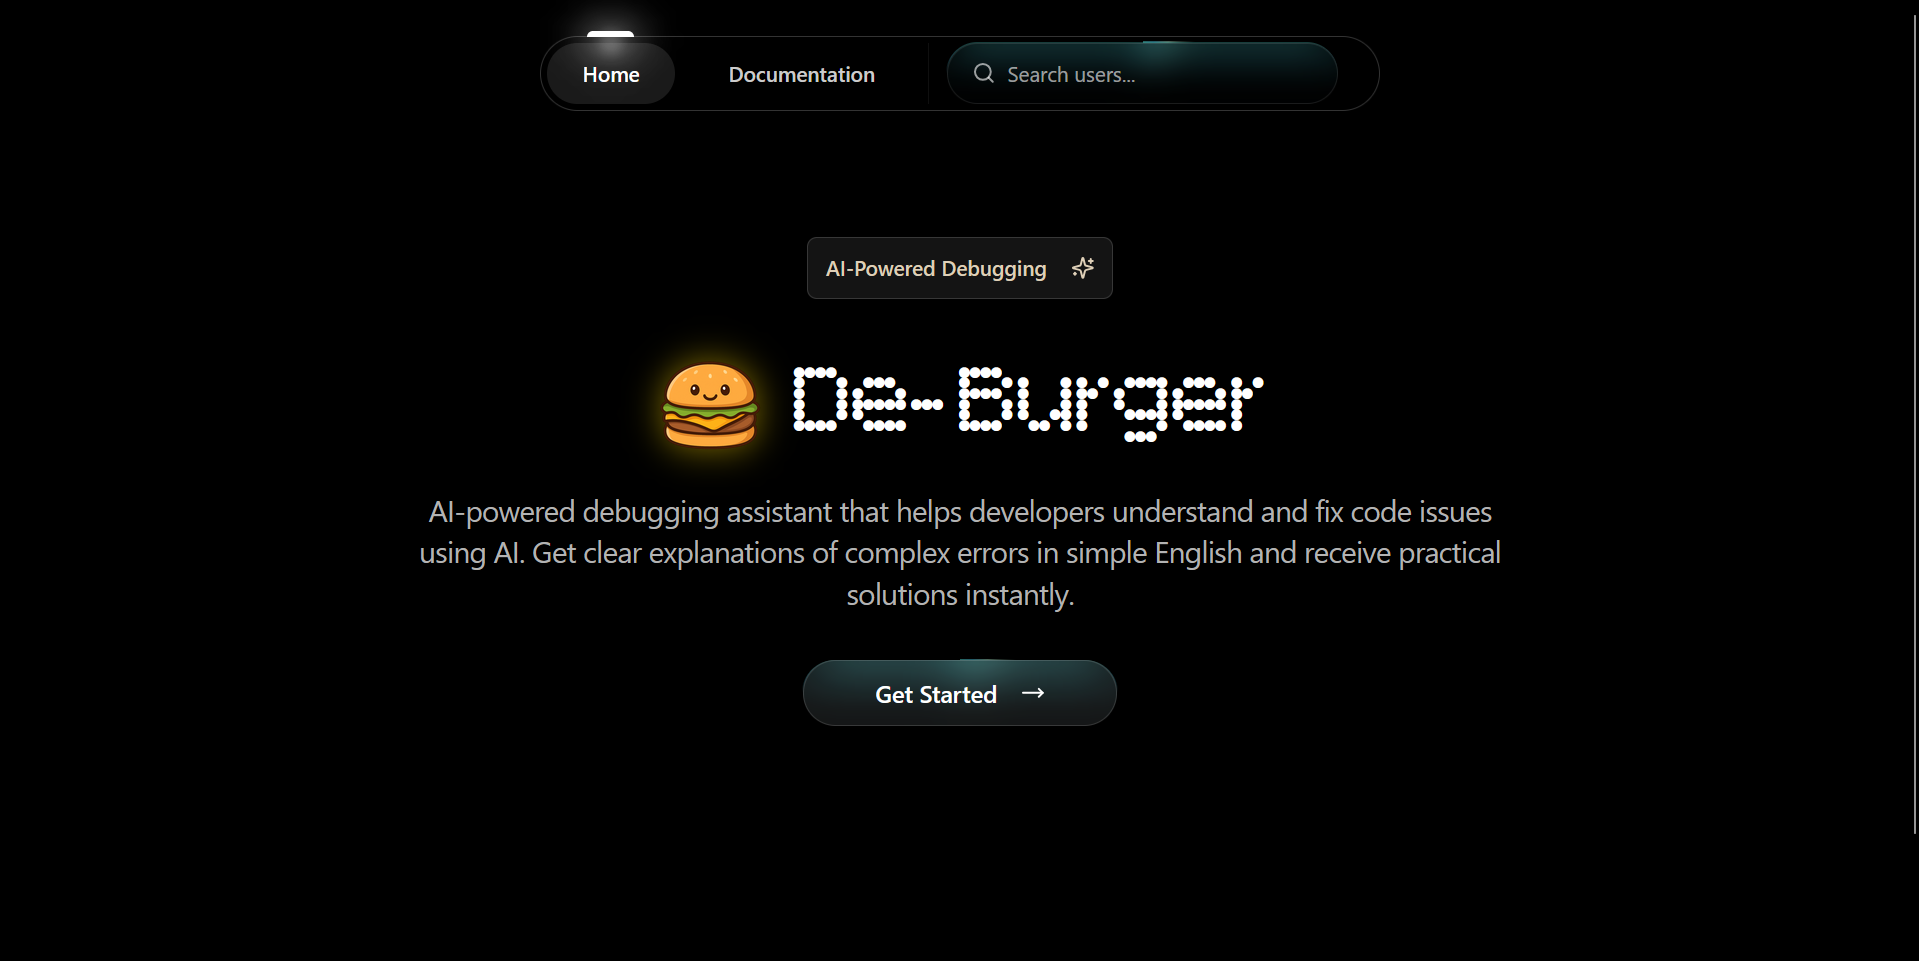 Home
Documentation
Search users...
AI-Powered Debugging
De-Burger
AI-powered debugging assistant that helps developers understand and fix code issues
using AI. Get clear explanations of complex errors in simple English and receive practical
solutions instantly.
Get Started →